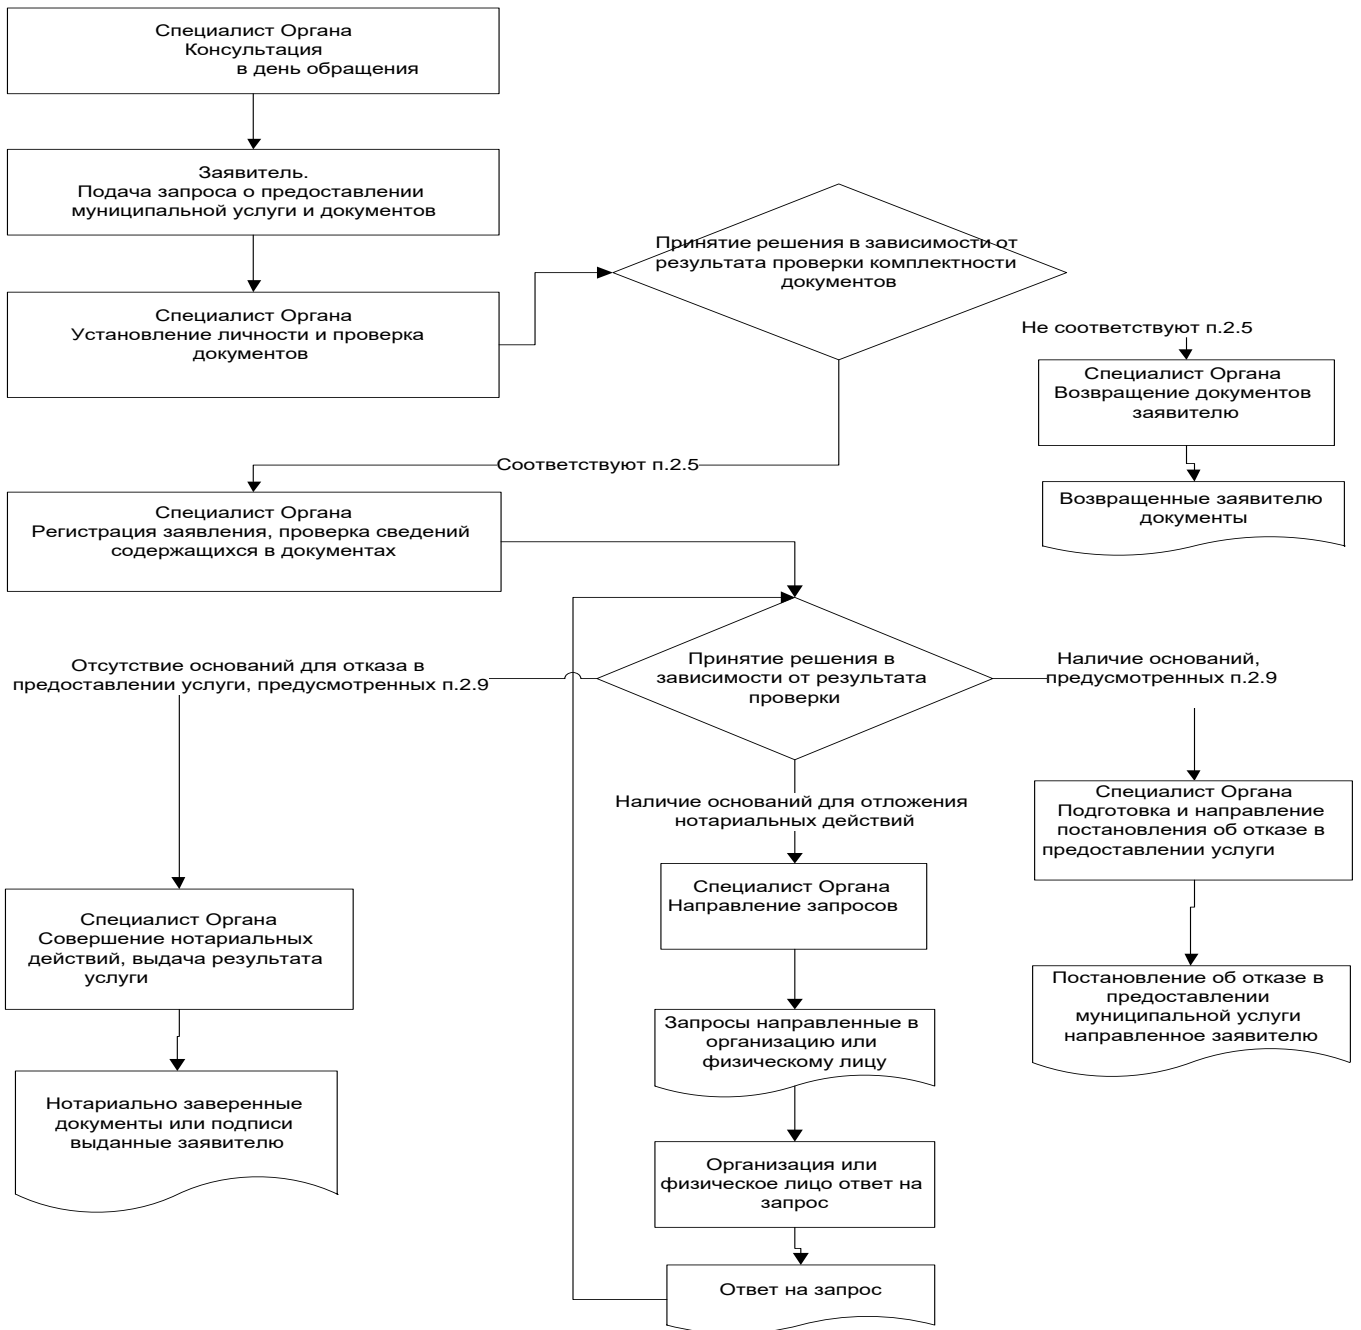 Специалист Органа
Консультация
в день обращения
Заявитель.
Подача запроса о предоставлении
муниципальной услуги и документов
Принятие решения в зависимости от
результата проверки комплектности
документов
Специалист Органа
Установление личности и проверка
документов
Не соответствуют п.2.5
Специалист Органа
Возвращение документов
заявителю
Соответствуют п.2.5
Возвращенные заявителю
документы
Специалист Органа
Регистрация заявления, проверка сведений
содержащихся в документах
Отсутствие оснований для отказа в
предоставлении услуги, предусмотренных п.2.9
Принятие решения в
зависимости от результата
проверки
Наличие оснований,
предусмотренных п.2.9
Наличие оснований для отложения
нотариальных действий
Специалист Органа
Подготовка и направление
постановления об отказе в
предоставлении услуги
Специалист Органа
Направление запросов
Специалист Органа
Совершение нотариальных
действий, выдача результата
услуги
Постановление об отказе в
предоставлении
муниципальной услуги
направленное заявителю
Запросы направленные в
организацию или
физическому лицу
Нотариально заверенные
документы или подписи
выданные заявителю
Организация или
физическое лицо ответ на
запрос
Ответ на запрос